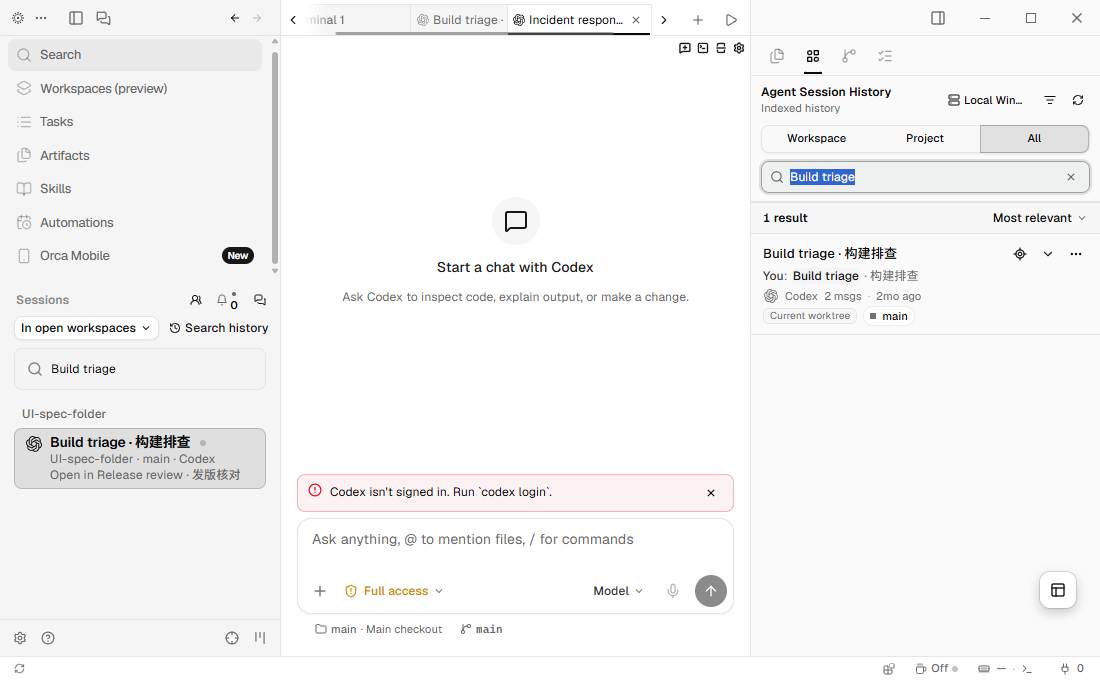 Search
Workspaces (preview)
Tasks
Artifacts
Skills
Automations
Orca Mobile
New
Sessions
0
In open workspaces
Search history
Build triage
UI-spec-folder
Build triage · 构建排查
UI-spec-folder · main · Codex
Open in Release review · 发版核对
minal 1
Build triage ·
Incident respon...
Start a chat with Codex
Ask Codex to inspect code, explain output, or make a change.
Codex isn't signed in. Run `codex login`.
Ask anything, @ to mention files, / for commands
Full access
Model
main · Main checkout
main
Agent Session History
Indexed history
Local Win...
Workspace
Project
All
Build triage
1 result
Most relevant
Build triage · 构建排查
You: Build triage · 构建排查
Codex 2 msgs · 2mo ago
Current worktree
main
Off
0